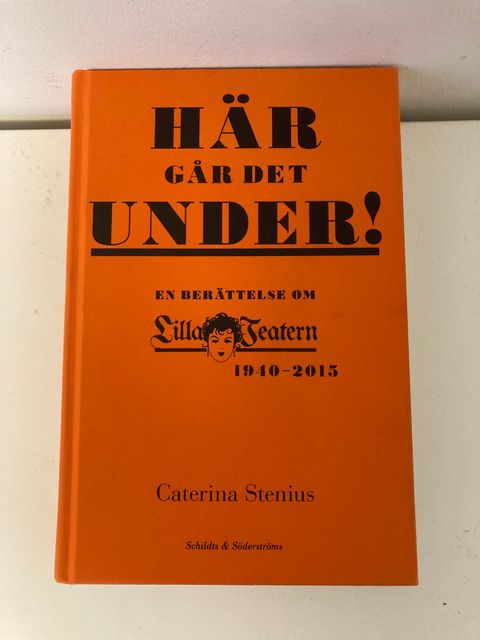 HÄR
GÅR DET
UNDER!
EN BERÄTTELSE OM
Lilla Teatern
1940–2015
Caterina Stenius
Schildts & Söderströms